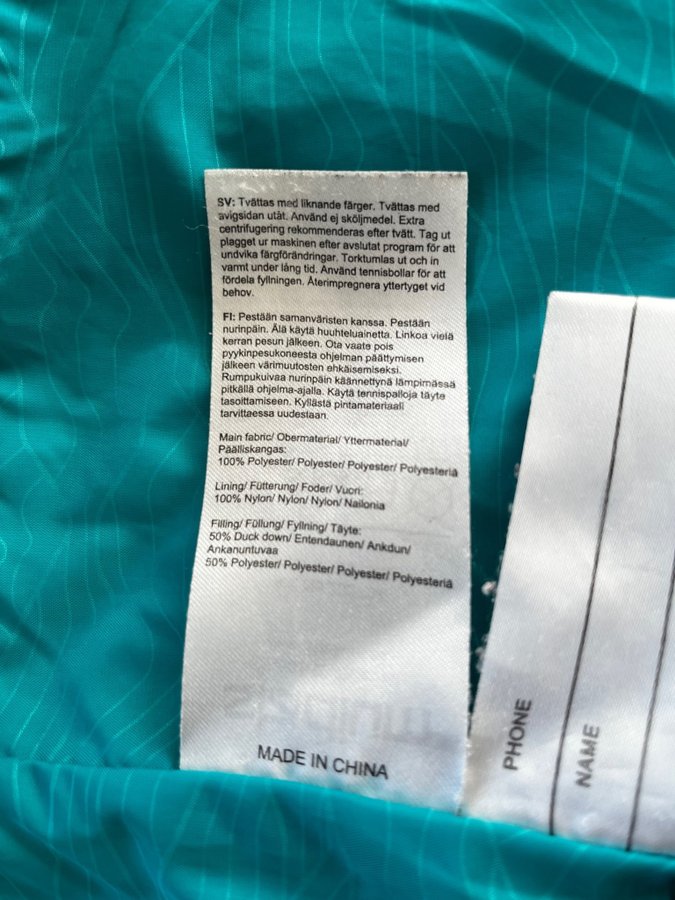 SV: Tvättas med liknande färger. Tvättas med
avigsidan utåt. Använd ej sköljmedel. Extra
centrifugering rekommenderas efter tvätt. Tag ut
plagget ur maskinen efter avslutat program för att
undvika färgförändringar. Torktumlas ut och in
varmt under lång tid. Använd tennisbollar för att
fördela fyllningen. Återimpregnera yttertyget vid
behov.
FI: Pestään samanväristen kanssa. Pestään
nurinpäin. Älä käytä huuhteluainetta. Linkoa vielä
kerran pesun jälkeen. Ota vaate pois
pyykinpesukoneesta ohjelman päättymisen
jälkeen värimuutosten ehkäisemiseksi.
Rumpukuivaa nurinpäin käännettynä lämpimässä
pitkällä ohjelma-ajalla. Käytä tennispalloja täyte
tasoittamiseen. Kyllästä pintamateriaali
tarvittaessa uudestaan.
Main fabric/ Obermaterial/ Yttermaterial/
Päälliskangas:
100% Polyester/ Polyester/ Polyester/ Polyesteriä
Lining/ Fütterung/ Foder/ Vuori:
100% Nylon/ Nylon/ Nylon/ Nailonia
Filling/ Füllung/ Fyllning/ Täyte:
50% Duck down/ Entendaunen/ Ankdun/
Ankanuntuvaa
50% Polyester/ Polyester/ Polyester/ Polyesteriä
MADE IN CHINA
PHONE
NAME